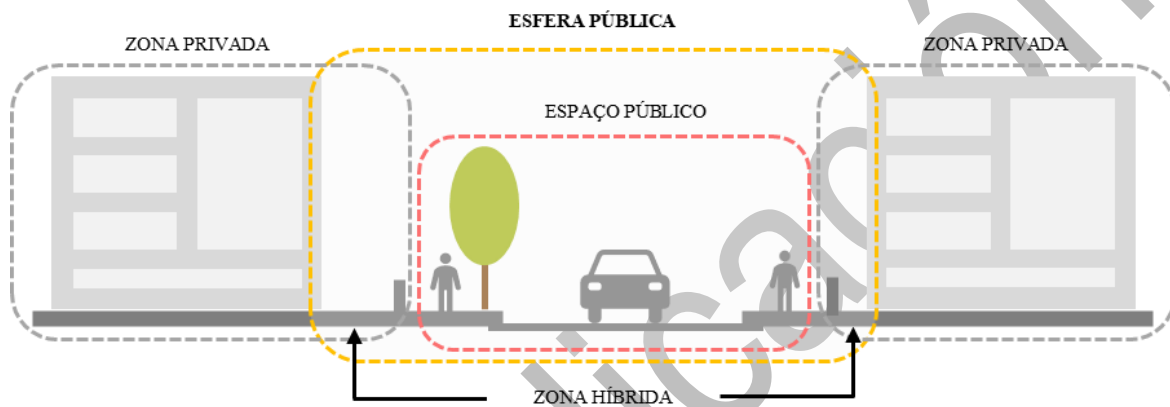 ESFERA PÚBLICA
ZONA PRIVADA
ZONA PRIVADA
ESPAÇO PÚBLICO
ZONA HÍBRIDA